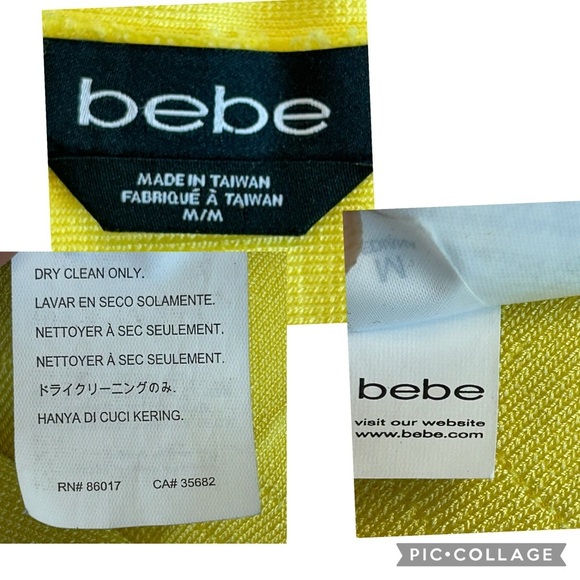 bebe
MADE IN TAIWAN
FABRIQUÉ À TAIWAN
M/M
DRY CLEAN ONLY.
LAVAR EN SECO SOLAMENTE.
NETTOYER À SEC SEULEMENT.
NETTOYER À SEC SEULEMENT.
ドライクリーニングのみ.
HANYA DI CUCI KERING.
RN# 86017 CA# 35682
M
bebe
visit our website
www.bebe.com
PIC•COLLAGE